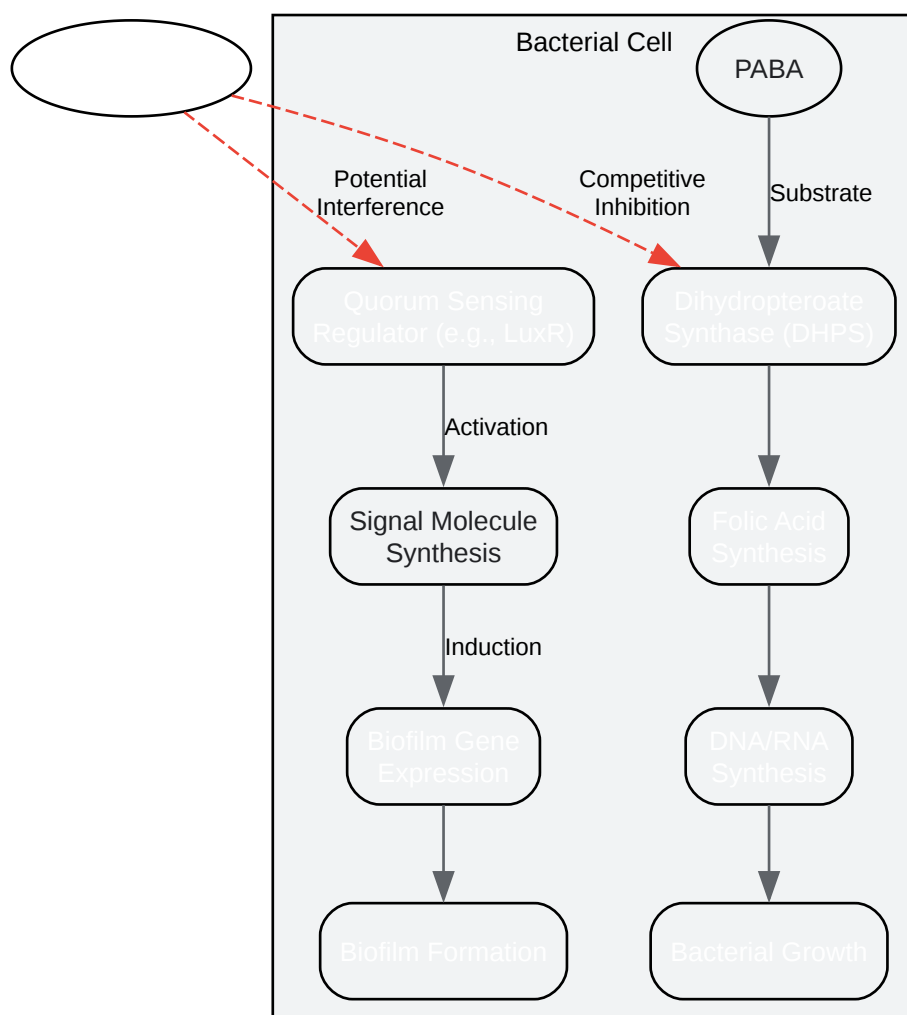 Bacterial Cell
PABA
Potential
Interference
Competitive
Inhibition
Substrate
Quorum Sensing
Regulator (e.g., LuxR)
Dihydropteroate
Synthase (DHPS)
Activation
Signal Molecule
Synthesis
Folic Acid
Synthesis
Induction
Biofilm Gene
Expression
DNA/RNA
Synthesis
Biofilm Formation
Bacterial Growth